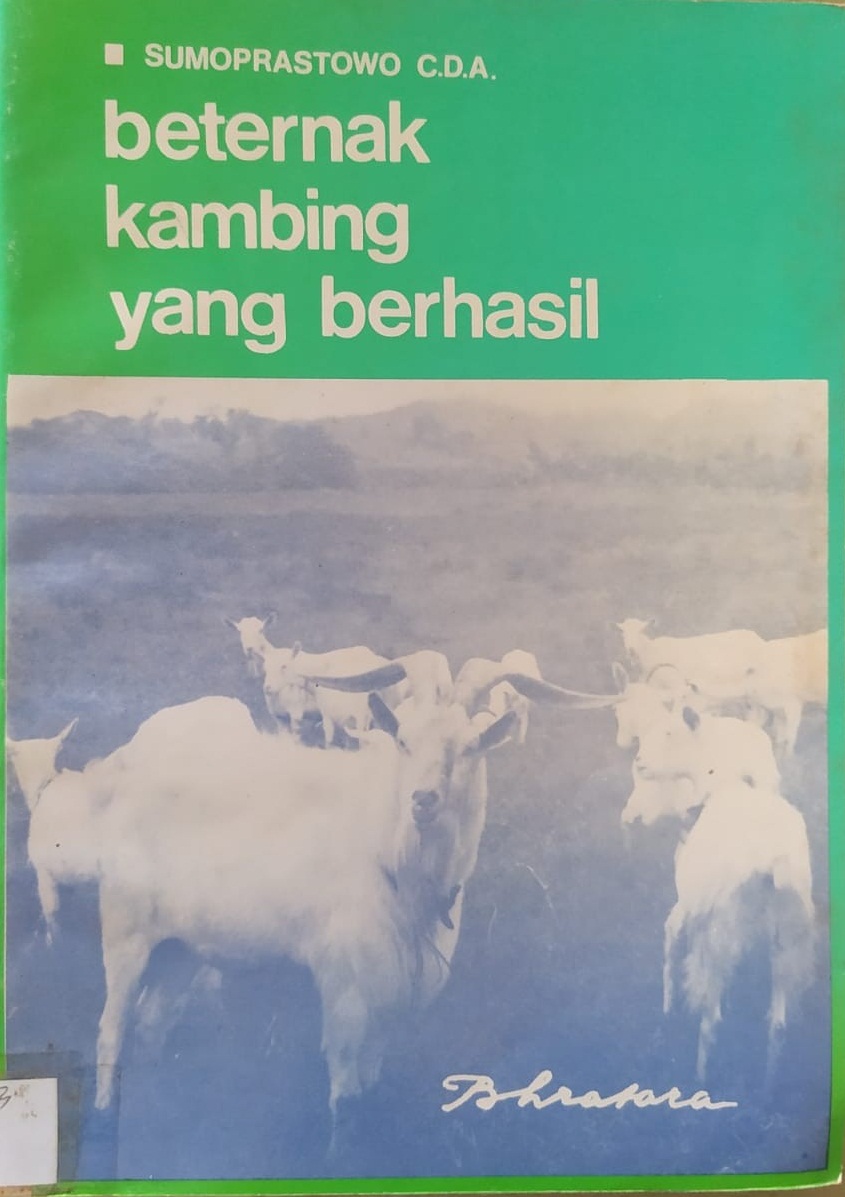 SUMOPRASTOWO C.D.A.
beternak
kambing
yang berhasil
Bhratara